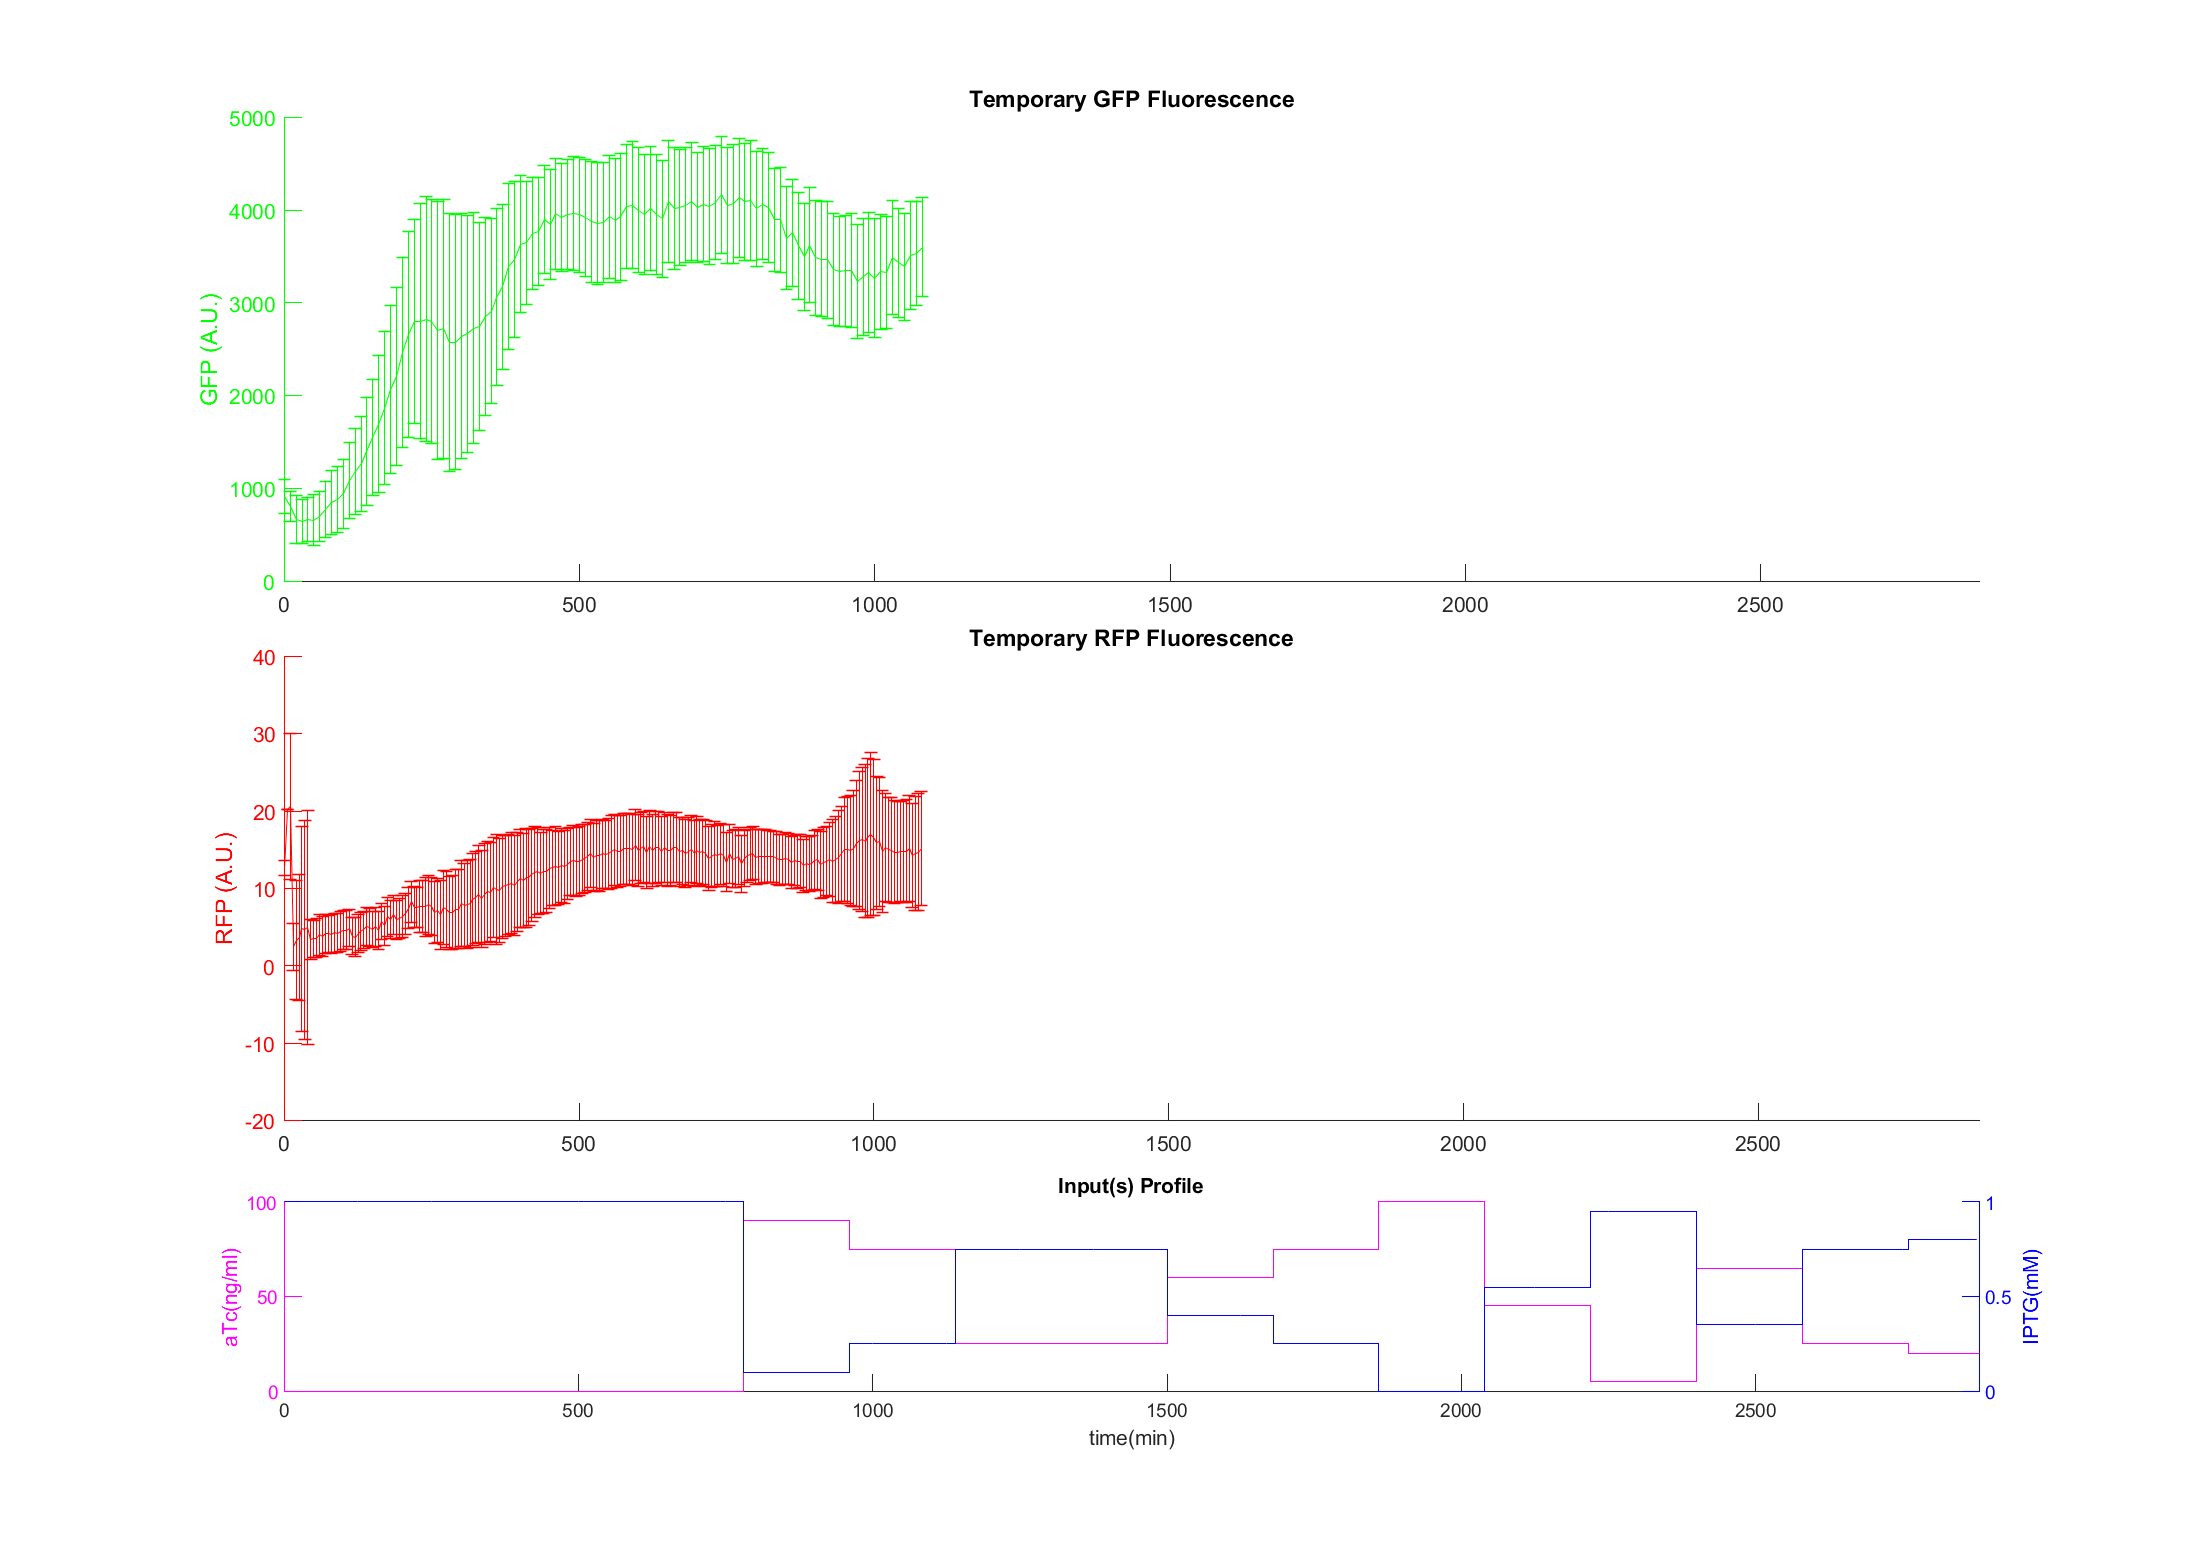 Temporary GFP Fluorescence
GFP (A.U.)
5000
4000
3000
2000
1000
0
0 500 1000 1500 2000 2500
Temporary RFP Fluorescence
RFP (A.U.)
40
30
20
10
0
-10
-20
0 500 1000 1500 2000 2500
Input(s) Profile
aTc(ng/ml)
100
50
0
1
0.5
0
IPTG(mM)
0 500 1000 1500 2000 2500
time(min)